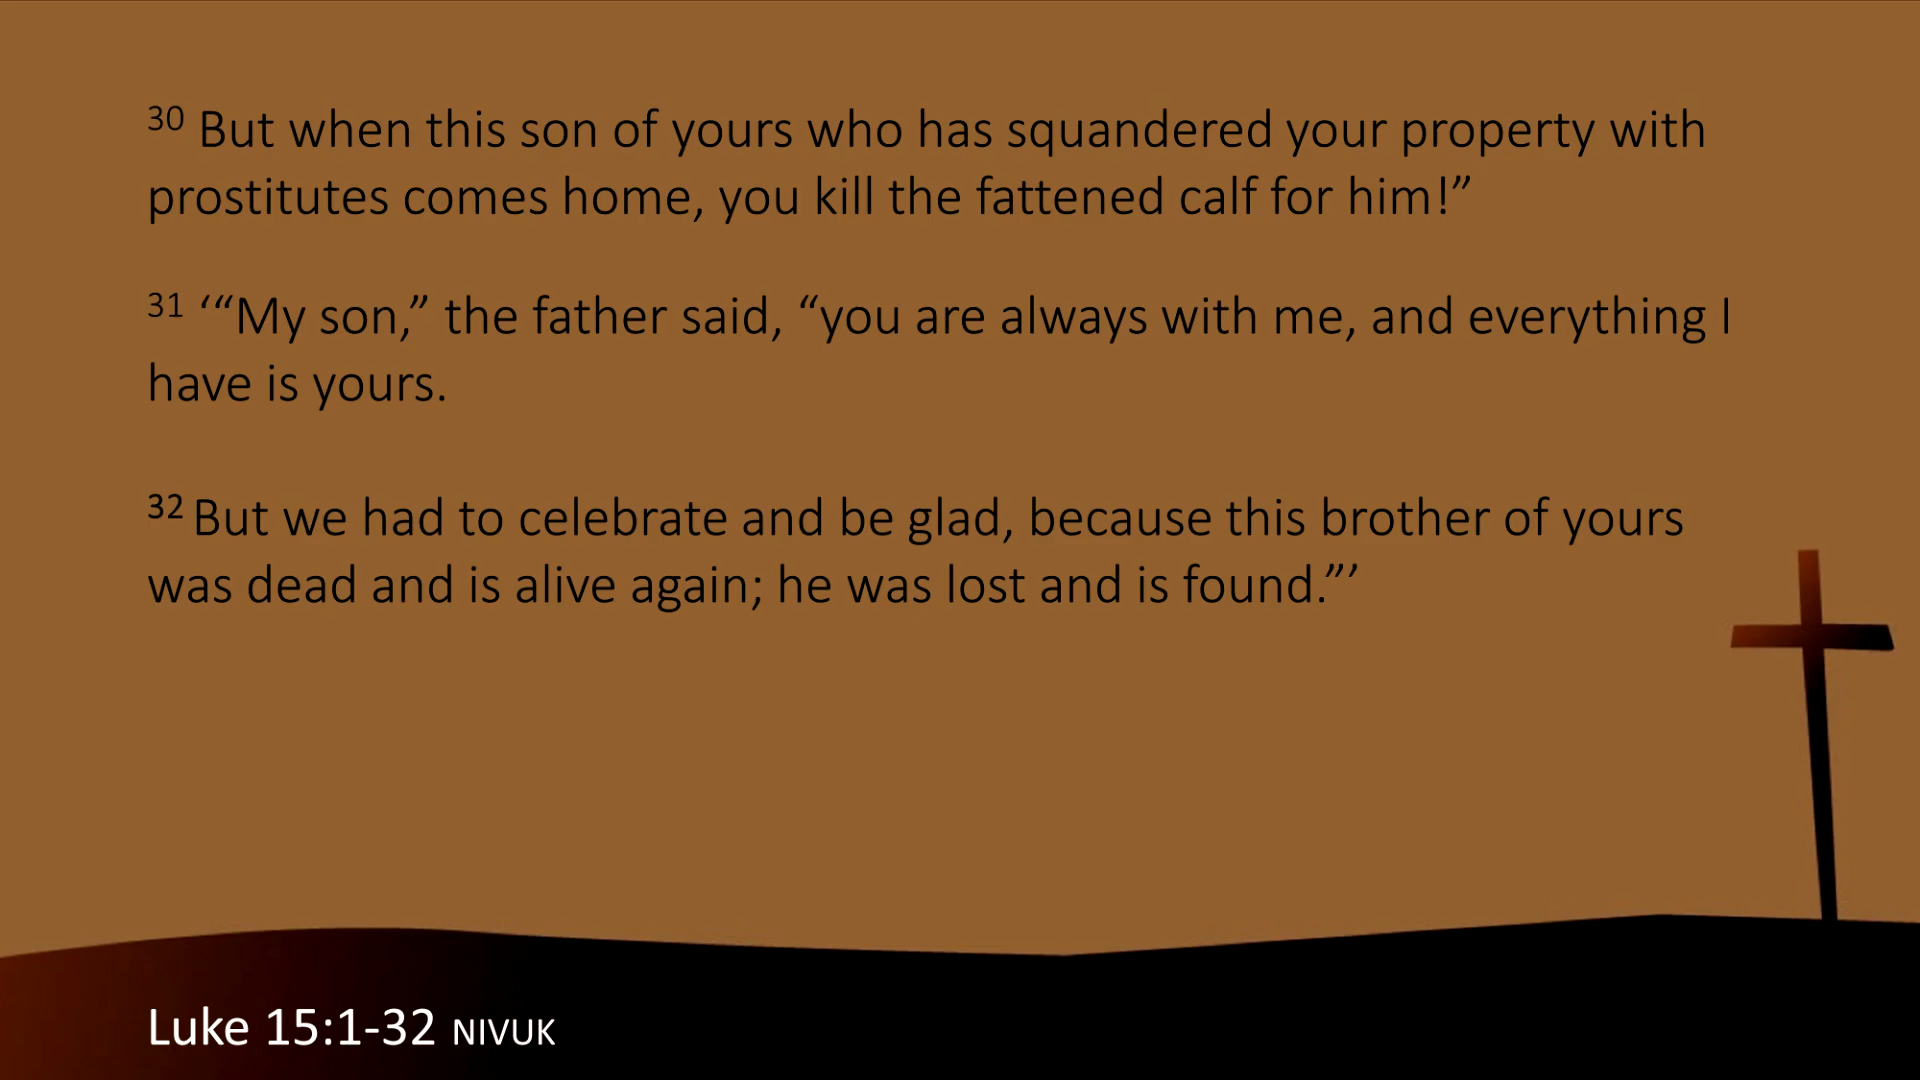 30 But when this son of yours who has squandered your property with
prostitutes comes home, you kill the fattened calf for him!”
31 ‘“My son,” the father said, “you are always with me, and everything I
have is yours.
32 But we had to celebrate and be glad, because this brother of yours
was dead and is alive again; he was lost and is found.”’
Luke 15:1-32 NIVUK